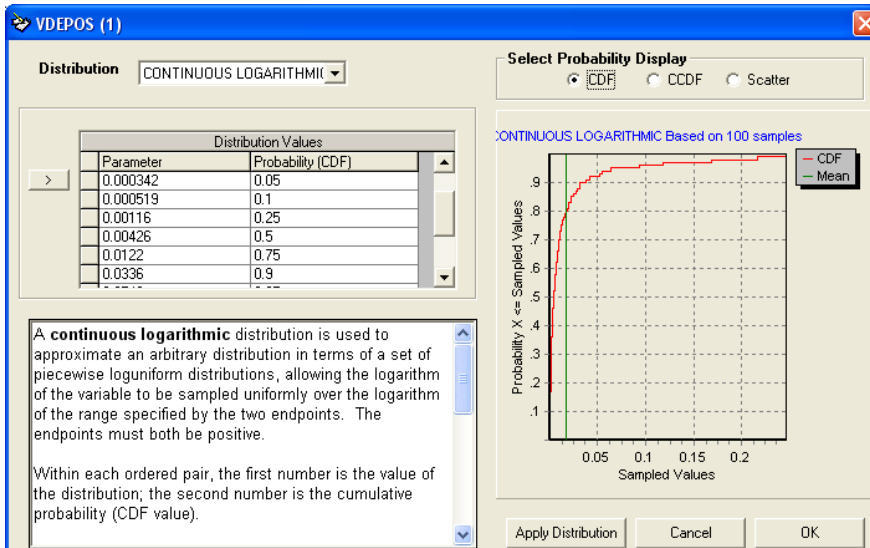 VDEPOS (1)
Distribution
CONTINUOUS LOGARITHMI(
Distribution Values
Parameter Probability (CDF)
>
0.000342 0.05
0.000519 0.1
0.00116 0.25
0.00426 0.5
0.0122 0.75
0.0336 0.9
A continuous logarithmic distribution is used to
approximate an arbitrary distribution in terms of a set of
piecewise loguniform distributions, allowing the logarithm
of the variable to be sampled uniformly over the logarithm
of the range specified by the two endpoints. The
endpoints must both be positive.
Within each ordered pair, the first number is the value of
the distribution; the second number is the cumulative
probability (CDF value).
Select Probability Display
CDF CCDF Scatter
CONTINUOUS LOGARITHMIC Based on 100 samples
CDF
Mean
Probability X <= Sampled Values
.9
.8
.7
.6
.5
.4
.3
.2
.1
0.05 0.1 0.15 0.2
Sampled Values
Apply Distribution Cancel OK